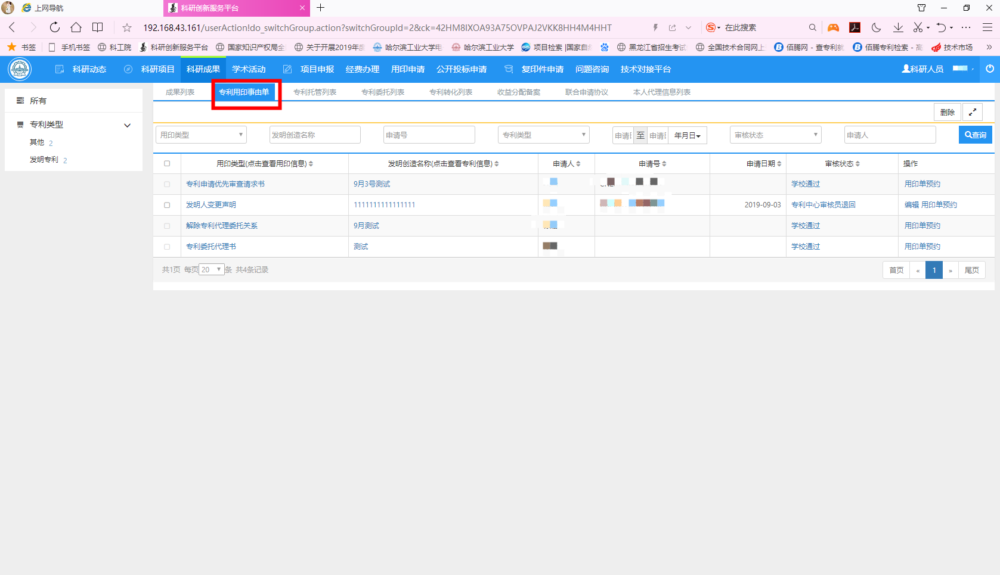 上网导航
科研创新服务平台
192.168.43.161/userAction!do_switchGroup.action?switchGroupId=2&ck=42HM8IXOA93A75OVPAJ2VKK8HH4M4HHT
在此搜索
书签 手机书签 科工院 科研创新服务平台 国家知识产权局全 关于开展2019年度 哈尔滨工业大学电 哈尔滨工业大学 项目检索 |国家自然 黑龙江省招生考试 全国技术合同网上 佰腾网 - 查专利就 佰腾专利检索 - 高 技术市场
科研动态 科研项目 科研成果 学术活动 项目申报 经费办理 用印申请 公开投标申请 复印件申请 问题咨询 技术对接平台 科研人员
成果列表 专利用印事由单 专利托管列表 专利委托列表 专利转化列表 收益分配备案 联合申请协议 本人代理信息列表
所有
专利类型
其他 2
发明专利 2
删除
用印类型 发明创造名称 申请号 专利类型 申请 至 申请 年月日 审核状态 申请人 查询
用印类型(点击查看用印信息) 发明创造名称(点击查看专利信息) 申请人 申请号 申请日期 审核状态 操作
专利申请优先审查请求书 9月3号测试 学校通过 用印单预约
发明人变更声明 1111111111111111 2019-09-03 专利中心审核员退回 编辑 用印单预约
解除专利代理委托关系 9月测试 学校通过 用印单预约
专利委托代理书 测试 学校通过 用印单预约
共1页 每页 20 条 共4条记录
首页 « 1 » 尾页